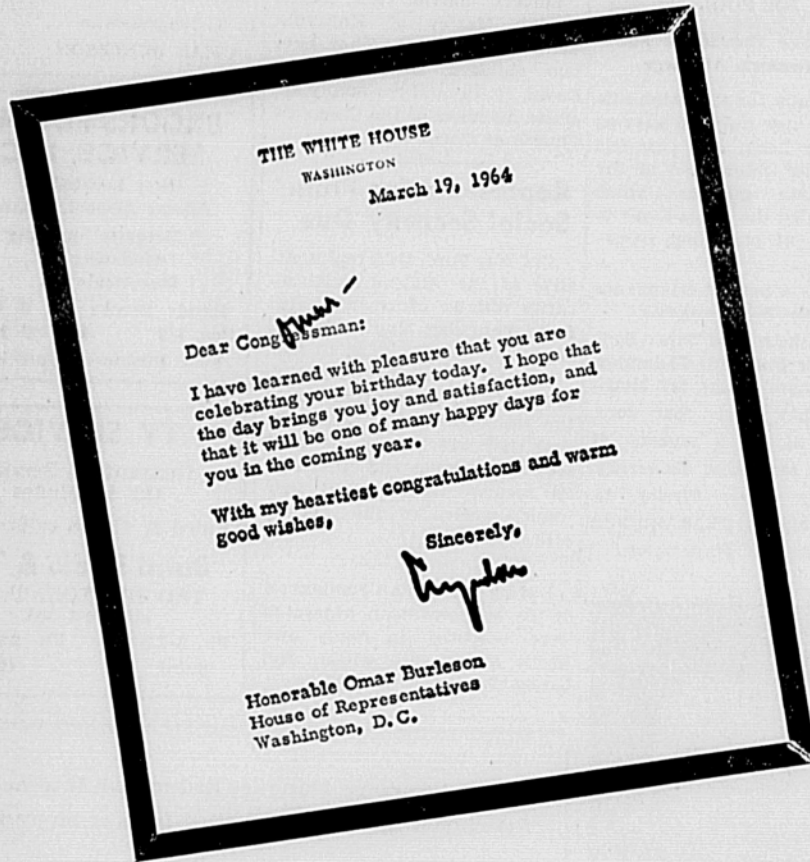 THE WHITE HOUSE
WASHINGTON
March 19, 1964
Omar –
Dear Congressman:
I have learned with pleasure that you are
celebrating your birthday today. I hope that
the day brings you joy and satisfaction, and
that it will be one of many happy days for
you in the coming year.
With my heartiest congratulations and warm
good wishes,
Sincerely,
Lyndon
Honorable Omar Burleson
House of Representatives
Washington, D.C.